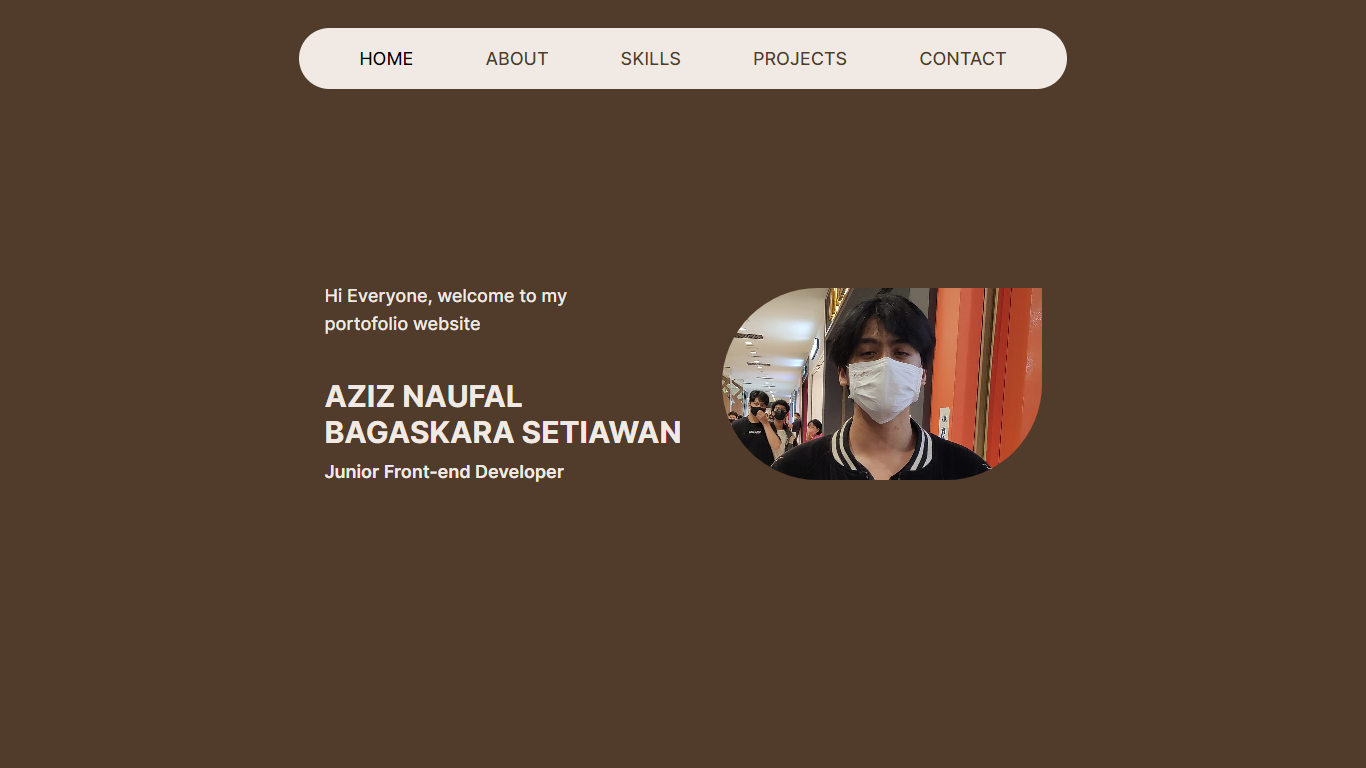 HOME ABOUT SKILLS PROJECTS CONTACT
Hi Everyone, welcome to my
portofolio website
AZIZ NAUFAL
BAGASKARA SETIAWAN
Junior Front-end Developer